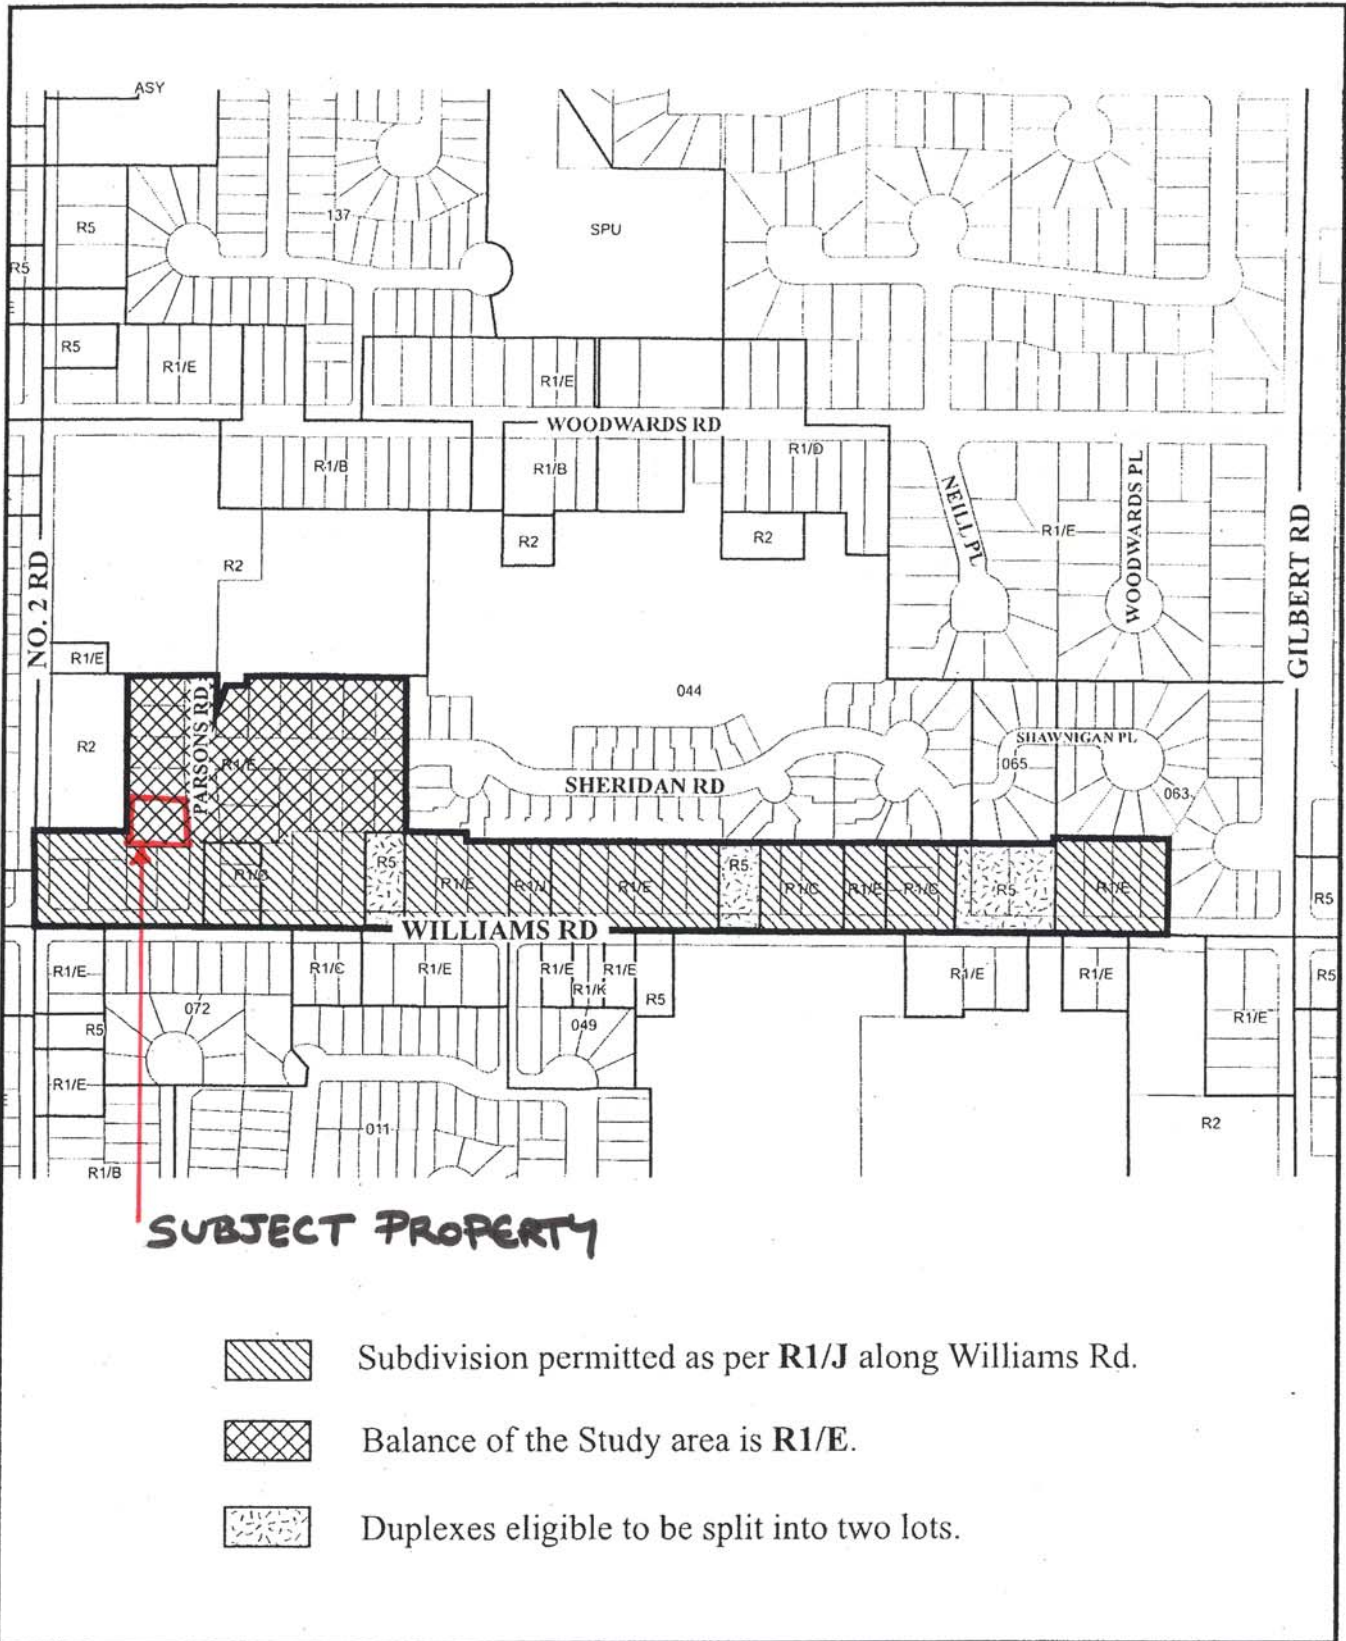 ASY
137
SPU
R5
R5
R5
R1/E
R1/E
WOODWARDS RD
R1/B
R1/B
R1/D
NEILL PL
WOODWARDS PL
R1/E
GILBERT RD
R2
R2
R2
NO. 2 RD
R1/E
044
PARSONS RD
R2
R1/E
SHERIDAN RD
SHAWNIGAN PL
065
063
R1/C
R5
R1/E
R1/J
R1/E
R5
R1/C
R1/E
R1/C
R5
R1/E
R5
WILLIAMS RD
R1/E
R1/C
R1/E
R1/E
R1/K
R1/E
R5
R1/E
R1/E
R5
R1/E
072
R5
049
R1/E
011
R2
R1/B
SUBJECT PROPERTY
Subdivision permitted as per R1/J along Williams Rd.
Balance of the Study area is R1/E.
Duplexes eligible to be split into two lots.